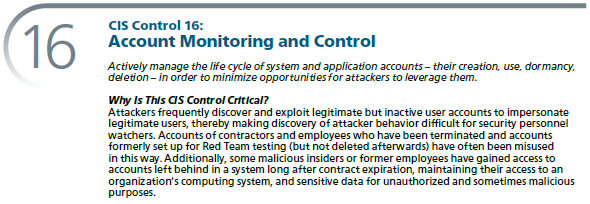 16
CIS Control 16:
Account Monitoring and Control
Actively manage the life cycle of system and application accounts – their creation, use, dormancy,
deletion – in order to minimize opportunities for attackers to leverage them.
Why Is This CIS Control Critical?
Attackers frequently discover and exploit legitimate but inactive user accounts to impersonate
legitimate users, thereby making discovery of attacker behavior difficult for security personnel
watchers. Accounts of contractors and employees who have been terminated and accounts
formerly set up for Red Team testing (but not deleted afterwards) have often been misused
in this way. Additionally, some malicious insiders or former employees have gained access to
accounts left behind in a system long after contract expiration, maintaining their access to an
organization's computing system, and sensitive data for unauthorized and sometimes malicious
purposes.